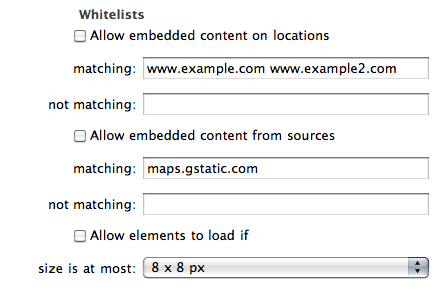 Whitelists
Allow embedded content on locations
matching: www.example.com www.example2.com
not matching:
Allow embedded content from sources
matching: maps.gstatic.com
not matching:
Allow elements to load if
size is at most: 8 x 8 px